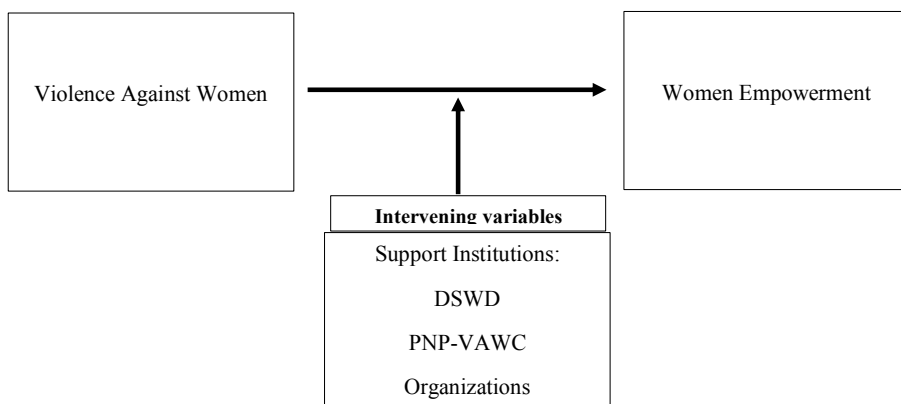 Violence Against Women
Women Empowerment
Intervening variables
Support Institutions:
DSWD
PNP-VAWC
Organizations